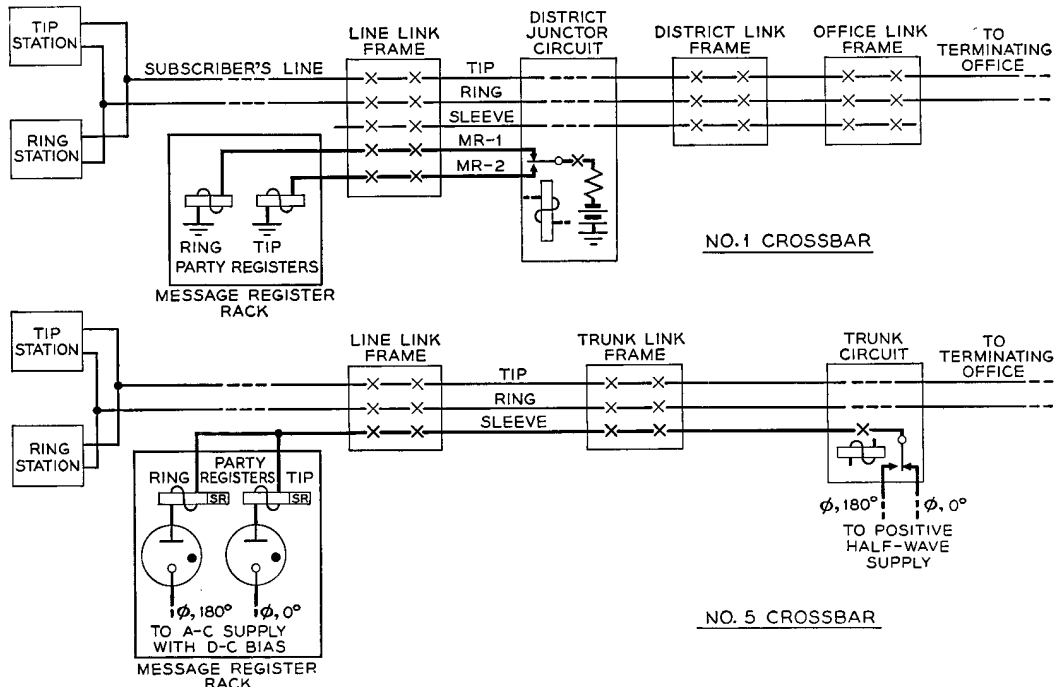 TIP
STATION
RING
STATION
SUBSCRIBER'S LINE
LINE LINK
FRAME
DISTRICT
JUNCTOR
CIRCUIT
DISTRICT LINK
FRAME
OFFICE LINK
FRAME
TO
TERMINATING
OFFICE
TIP
RING
SLEEVE
MR-1
MR-2
RING TIP
PARTY REGISTERS
MESSAGE REGISTER
RACK
NO.1 CROSSBAR
TIP
STATION
RING
STATION
LINE LINK
FRAME
TRUNK LINK
FRAME
TRUNK
CIRCUIT
TO
TERMINATING
OFFICE
TIP
RING
SLEEVE
PARTY
RING REGISTERS TIP
SR SR
ϕ, 180° ϕ, 0°
TO A-C SUPPLY
WITH D-C BIAS
MESSAGE REGISTER
RACK
ϕ, 180° ϕ, 0°
TO POSITIVE
HALF-WAVE
SUPPLY
NO. 5 CROSSBAR